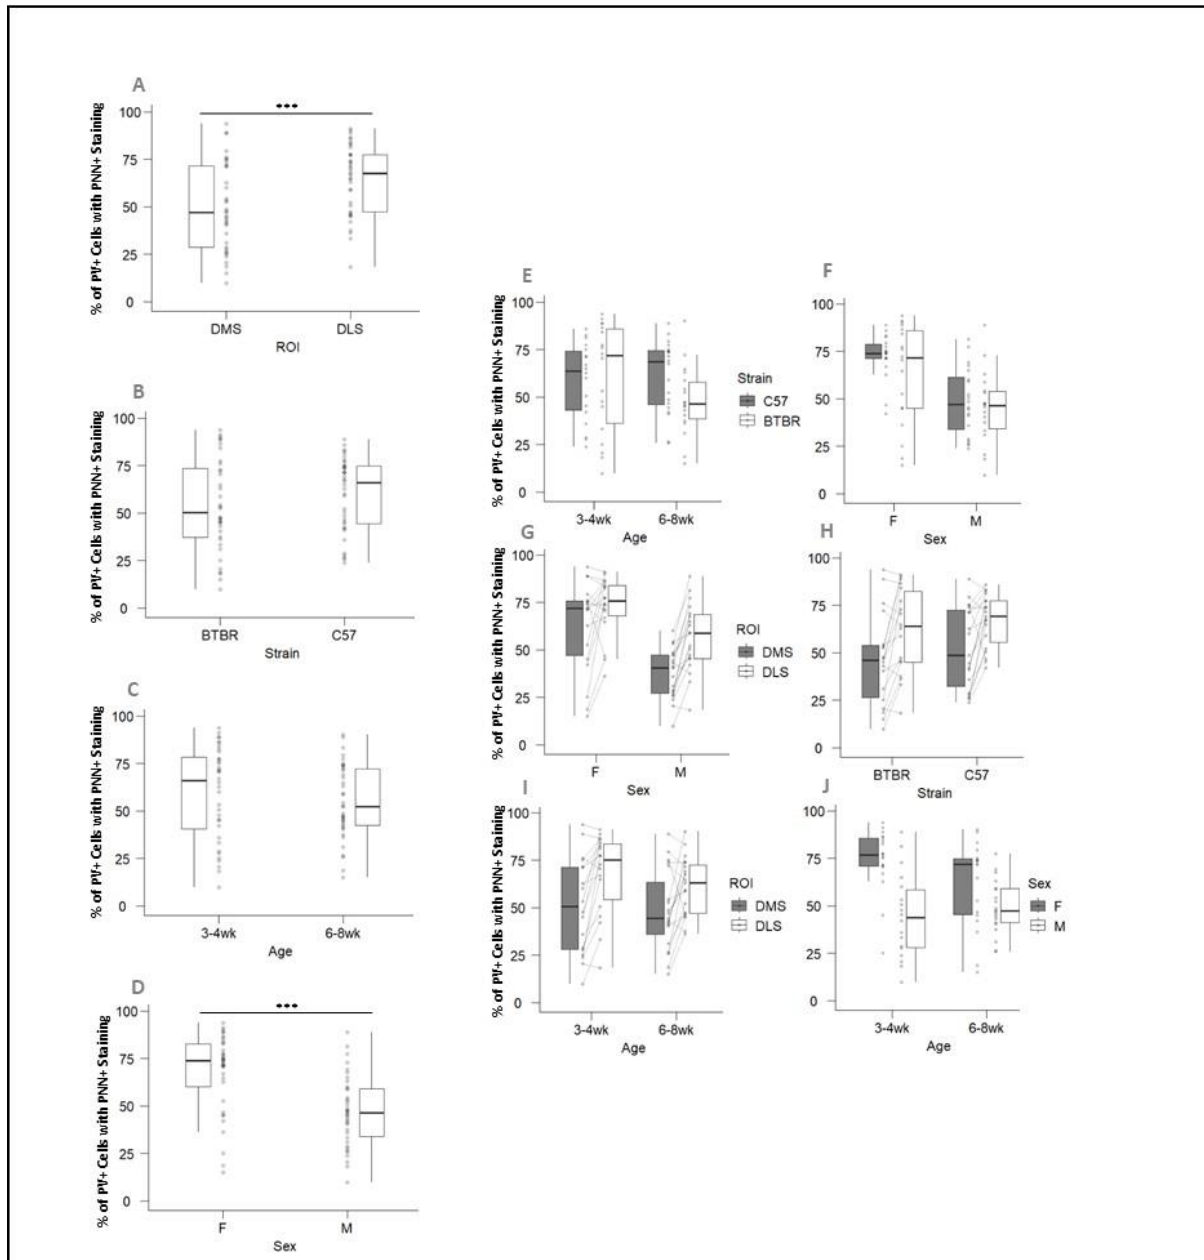 A
% of PV+ Cells with PNN+ Staining
100
75
50
25
0
***
DMS DLS
ROI
B
% of PV+ Cells with PNN+ Staining
100
75
50
25
0
BTBR C57
Strain
C
% of PV+ Cells with PNN+ Staining
100
75
50
25
0
3-4wk 6-8wk
Age
D
% of PV+ Cells with PNN+ Staining
100
75
50
25
0
***
F M
Sex
E
% of PV+ Cells with PNN+ Staining
100
75
50
25
0
3-4wk 6-8wk
Age
Strain
C57
BTBR
F
100
75
50
25
0
F M
Sex
G
% of PV+ Cells with PNN+ Staining
100
75
50
25
0
F M
Sex
ROI
DMS
DLS
H
100
75
50
25
0
BTBR C57
Strain
I
% of PV+ Cells with PNN+ Staining
100
75
50
25
0
3-4wk 6-8wk
Age
ROI
DMS
DLS
J
100
75
50
25
0
3-4wk 6-8wk
Age
Sex
F
M